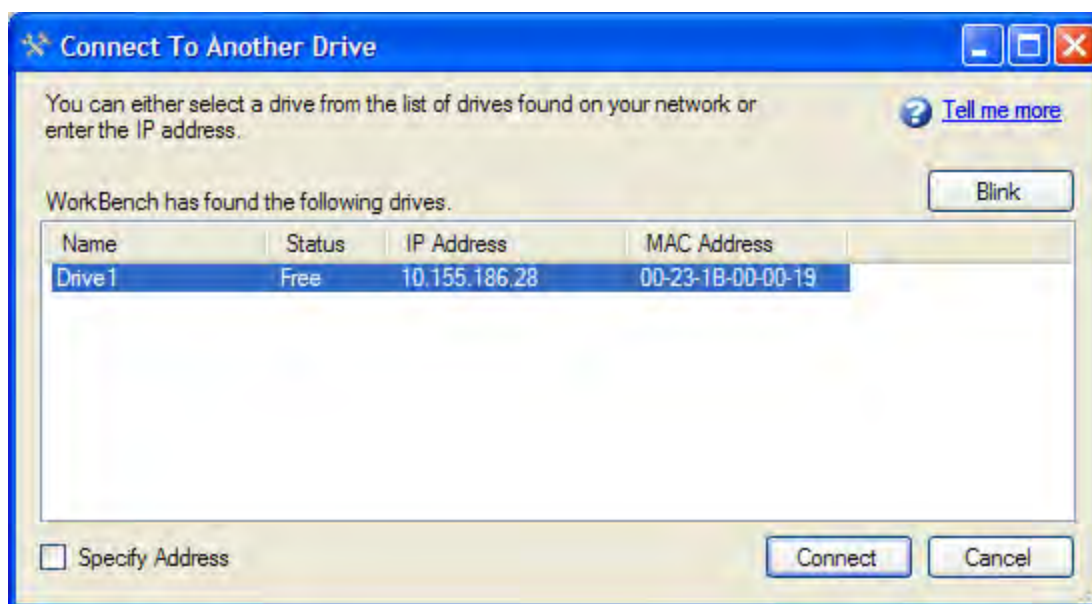 Connect To Another Drive
You can either select a drive from the list of drives found on your network or
enter the IP address.
Tell me more
Blink
WorkBench has found the following drives.
Name Status IP Address MAC Address
Drive1 Free 10.155.186.28 00-23-1B-00-00-19
Specify Address
Connect Cancel